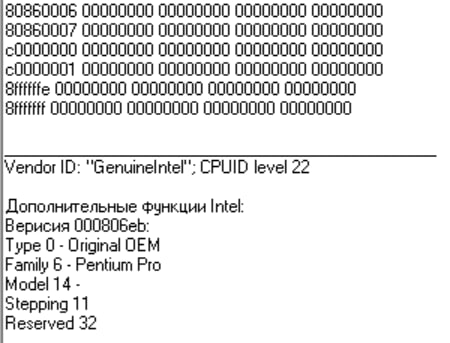 80860006 00000000 00000000 00000000 00000000
80860007 00000000 00000000 00000000 00000000
c0000000 00000000 00000000 00000000 00000000
c0000001 00000000 00000000 00000000 00000000
8ffffffe 00000000 00000000 00000000 00000000
8fffffff 00000000 00000000 00000000 00000000
Vendor ID: "GenuineIntel"; CPUID level 22
Дополнительные функции Intel:
Верисия 000806eb:
Type 0 - Original OEM
Family 6 - Pentium Pro
Model 14 -
Stepping 11
Reserved 32